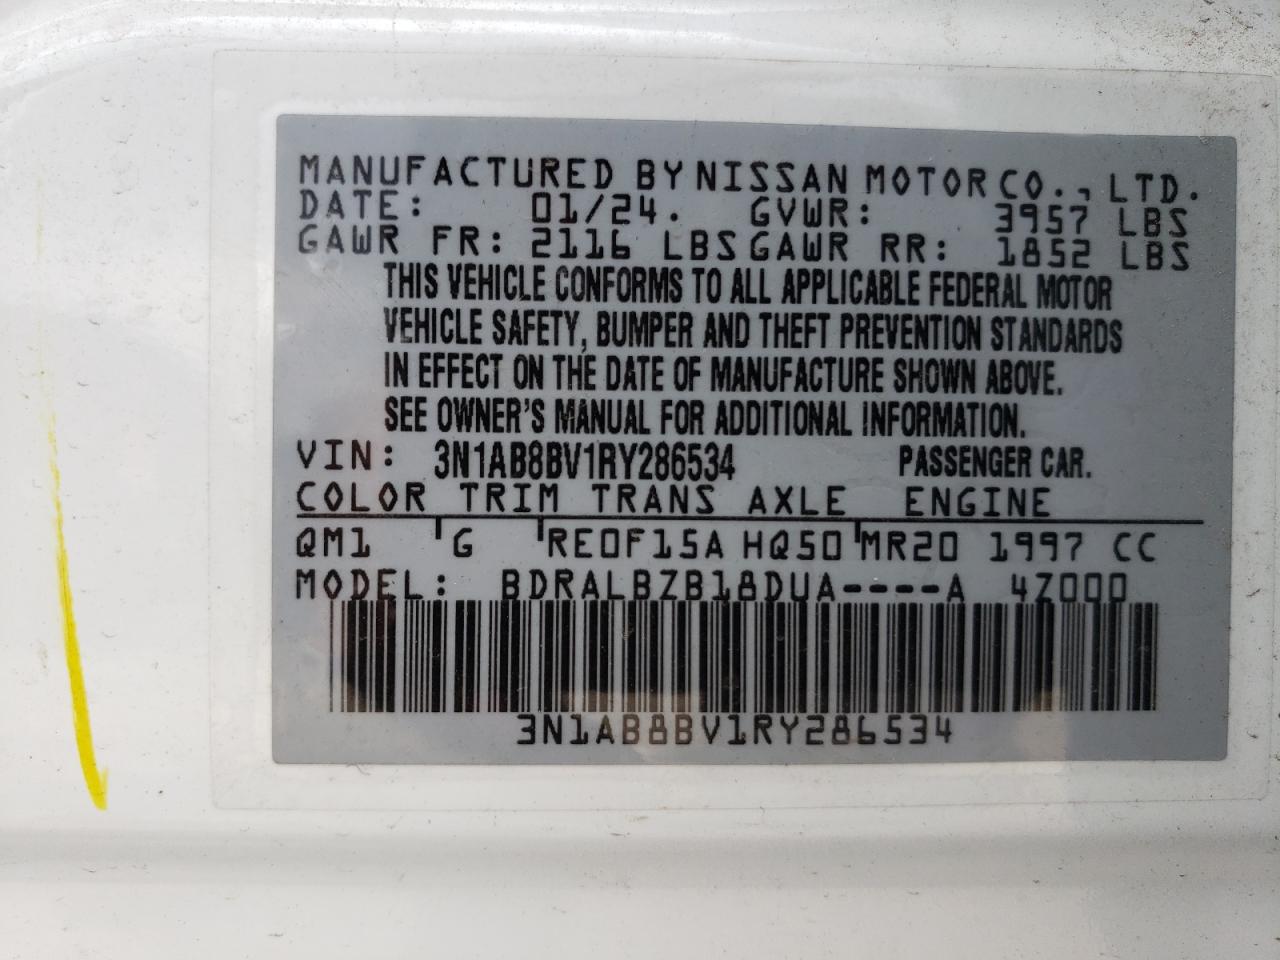 MANUFACTURED BY NISSAN MOTOR CO., LTD.
DATE: 01/24. GVWR: 3957 LBS
GAWR FR: 2116 LBS GAWR RR: 1852 LBS
THIS VEHICLE CONFORMS TO ALL APPLICABLE FEDERAL MOTOR
VEHICLE SAFETY, BUMPER AND THEFT PREVENTION STANDARDS
IN EFFECT ON THE DATE OF MANUFACTURE SHOWN ABOVE.
SEE OWNER'S MANUAL FOR ADDITIONAL INFORMATION.
VIN: 3N1AB8BV1RY286534 PASSENGER CAR.
COLOR TRIM TRANS AXLE ENGINE
QM1 G RE0F15A HQ50 MR20 1997 CC
MODEL: BDRALBZB18DUA----A 4Z000
3N1AB8BV1RY286534